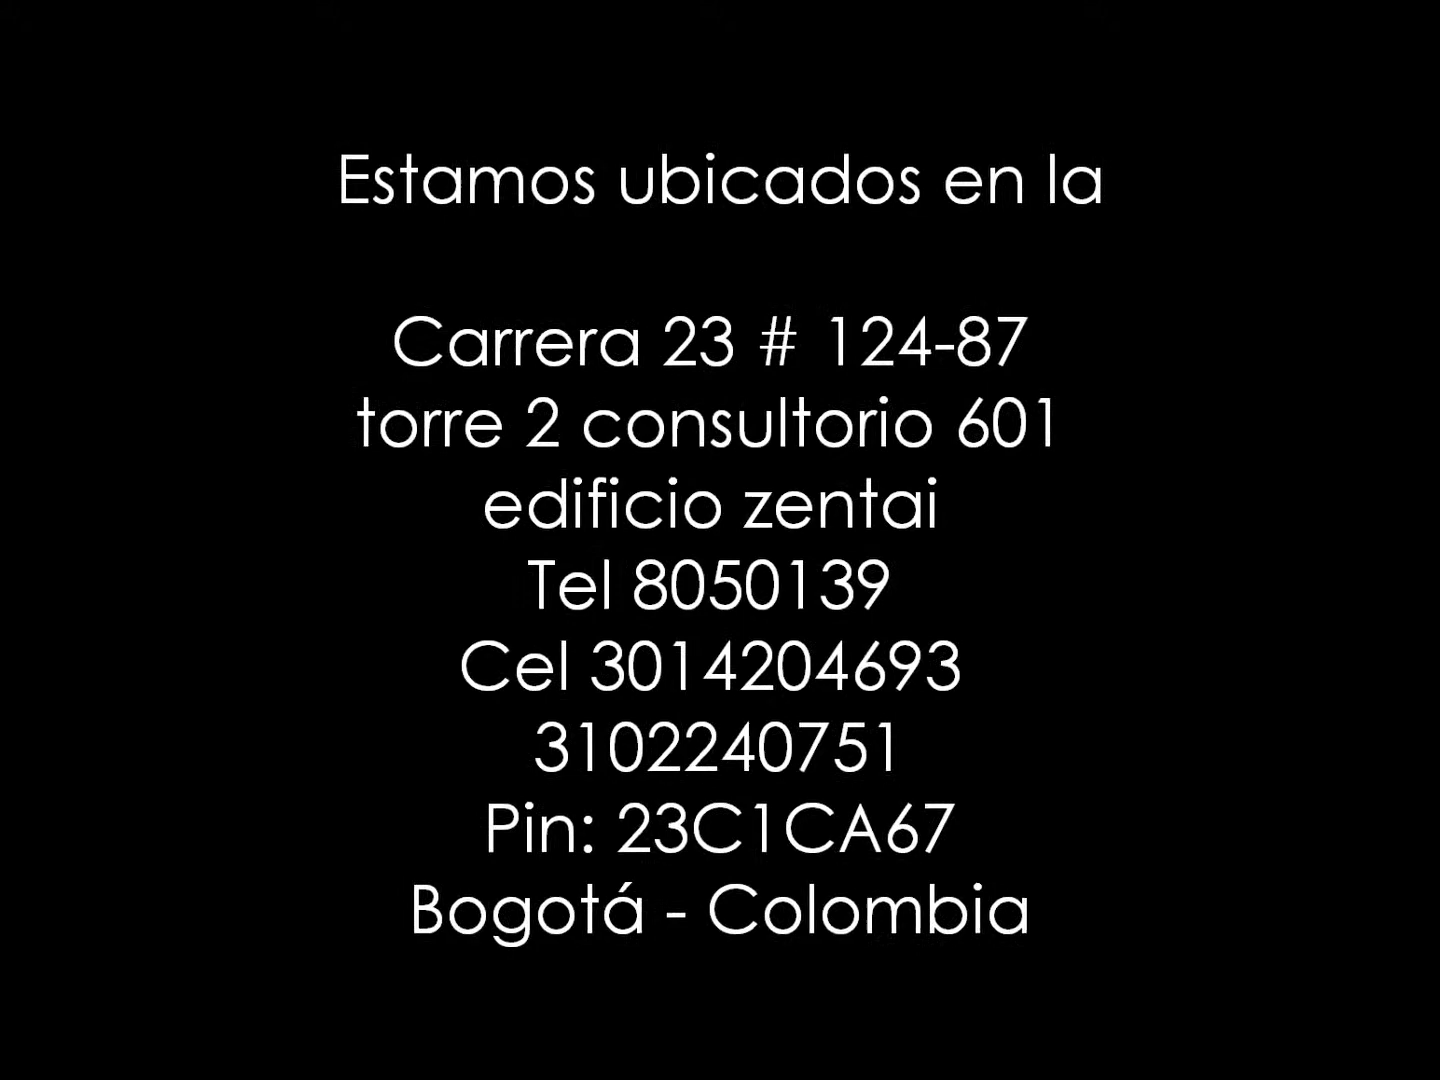 Estamos ubicados en la
Carrera 23 # 124-87
torre 2 consultorio 601
edificio zentai
Tel 8050139
Cel 3014204693
3102240751
Pin: 23C1CA67
Bogotá - Colombia